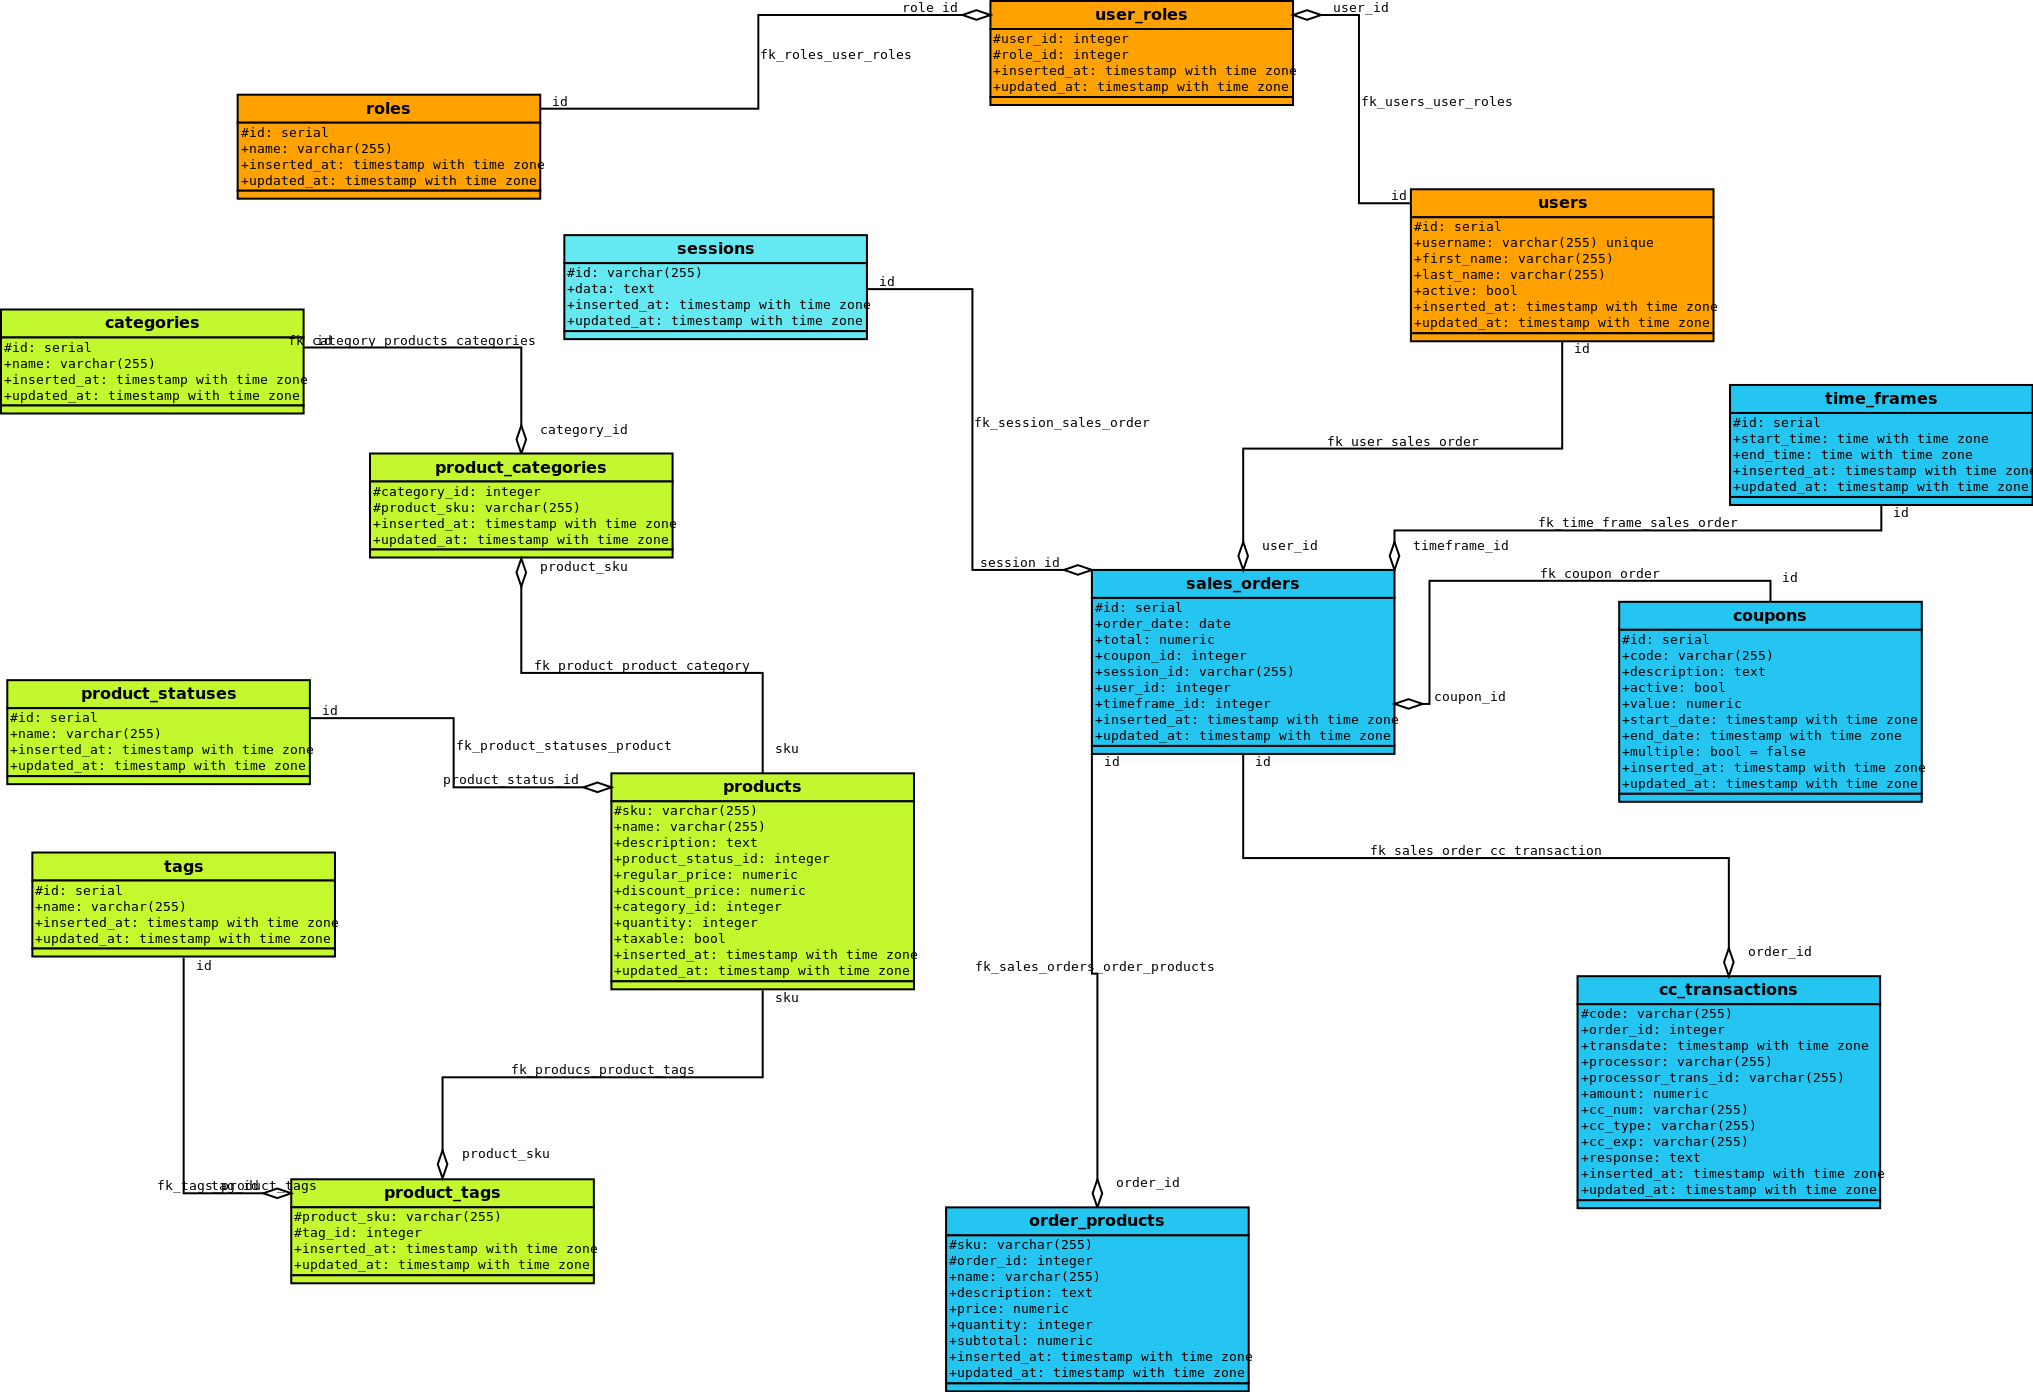 role_id
user_roles
user_id
#user_id: integer
#role_id: integer
+inserted_at: timestamp with time zone
+updated_at: timestamp with time zone
fk_roles_user_roles
fk_users_user_roles
id
roles
#id: serial
+name: varchar(255)
+inserted_at: timestamp with time zone
+updated_at: timestamp with time zone
id
users
#id: serial
+username: varchar(255) unique
+first_name: varchar(255)
+last_name: varchar(255)
+active: bool
+inserted_at: timestamp with time zone
+updated_at: timestamp with time zone
id
sessions
#id: varchar(255)
+data: text
+inserted_at: timestamp with time zone
+updated_at: timestamp with time zone
id
categories
#id: serial
+name: varchar(255)
+inserted_at: timestamp with time zone
+updated_at: timestamp with time zone
id
fk_category_products_categories
category_id
product_categories
#category_id: integer
#product_sku: varchar(255)
+inserted_at: timestamp with time zone
+updated_at: timestamp with time zone
product_sku
fk_session_sales_order
fk_user_sales_order
time_frames
#id: serial
+start_time: time with time zone
+end_time: time with time zone
+inserted_at: timestamp with time zone
+updated_at: timestamp with time zone
id
fk_time_frame_sales_order
session_id
user_id
timeframe_id
sales_orders
#id: serial
+order_date: date
+total: numeric
+coupon_id: integer
+session_id: varchar(255)
+user_id: integer
+timeframe_id: integer
+inserted_at: timestamp with time zone
+updated_at: timestamp with time zone
id
id
fk_coupon_order
id
coupon_id
coupons
#id: serial
+code: varchar(255)
+description: text
+active: bool
+value: numeric
+start_date: timestamp with time zone
+end_date: timestamp with time zone
+multiple: bool = false
+inserted_at: timestamp with time zone
+updated_at: timestamp with time zone
fk_product_product_category
sku
product_statuses
#id: serial
+name: varchar(255)
+inserted_at: timestamp with time zone
+updated_at: timestamp with time zone
id
fk_product_statuses_product
product_status_id
products
#sku: varchar(255)
+name: varchar(255)
+description: text
+product_status_id: integer
+regular_price: numeric
+discount_price: numeric
+category_id: integer
+quantity: integer
+taxable: bool
+inserted_at: timestamp with time zone
+updated_at: timestamp with time zone
sku
tags
#id: serial
+name: varchar(255)
+inserted_at: timestamp with time zone
+updated_at: timestamp with time zone
id
fk_sales_order_cc_transaction
order_id
fk_sales_orders_order_products
cc_transactions
#code: varchar(255)
+order_id: integer
+transdate: timestamp with time zone
+processor: varchar(255)
+processor_trans_id: varchar(255)
+amount: numeric
+cc_num: varchar(255)
+cc_type: varchar(255)
+cc_exp: varchar(255)
+response: text
+inserted_at: timestamp with time zone
+updated_at: timestamp with time zone
fk_producs_product_tags
product_sku
fk_tags_product_tags
tag_id
product_tags
#product_sku: varchar(255)
#tag_id: integer
+inserted_at: timestamp with time zone
+updated_at: timestamp with time zone
order_id
order_products
#sku: varchar(255)
#order_id: integer
+name: varchar(255)
+description: text
+price: numeric
+quantity: integer
+subtotal: numeric
+inserted_at: timestamp with time zone
+updated_at: timestamp with time zone